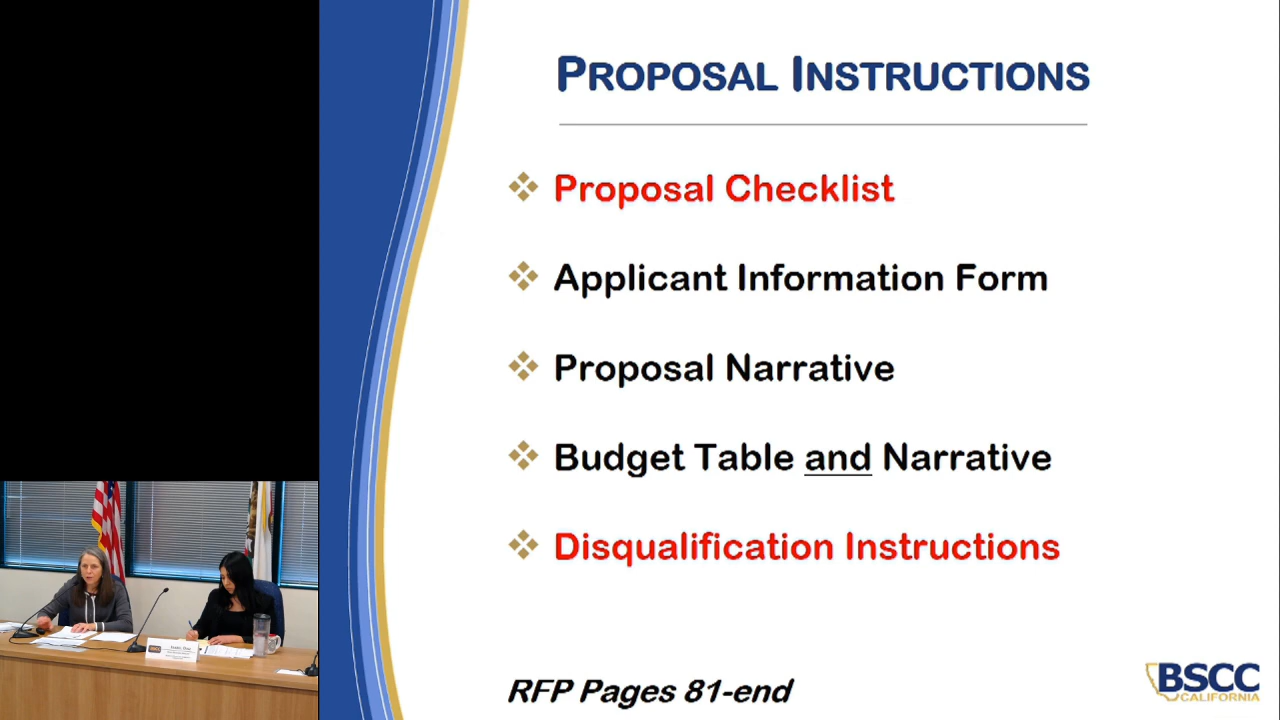 PROPOSAL INSTRUCTIONS
Proposal Checklist
Applicant Information Form
Proposal Narrative
Budget Table and Narrative
Disqualification Instructions
RFP Pages 81-end
BSCC
CALIFORNIA